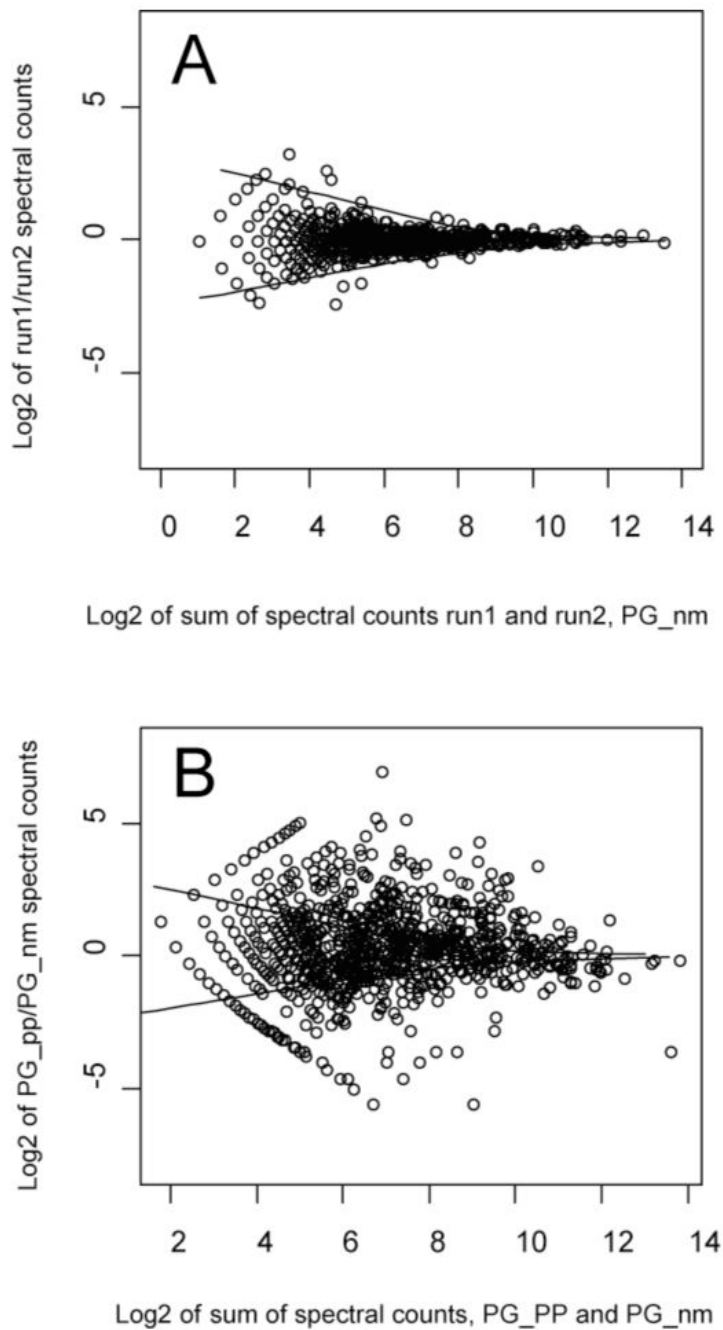 A
Log2 of run1/run2 spectral counts
5
0
-5
0 2 4 6 8 10 12 14
Log2 of sum of spectral counts run1 and run2, PG_nm
B
Log2 of PG_pp/PG_nm spectral counts
5
0
-5
2 4 6 8 10 12 14
Log2 of sum of spectral counts, PG_PP and PG_nm